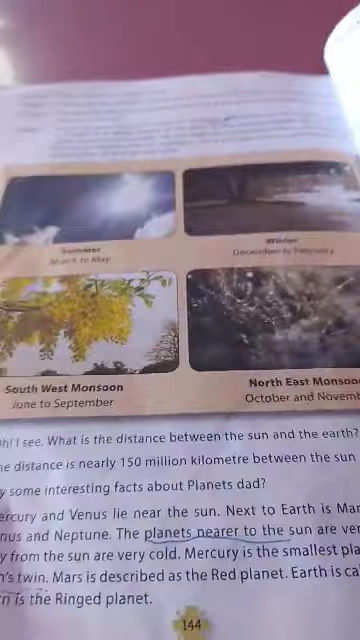 Summer
March to May
Winter
December to February
South West Monsoon
June to September
North East Monsoon
October and Novemb
Oh! I see. What is the distance between the sun and the earth?
e distance is nearly 150 million kilometre between the sun
y some interesting facts about Planets dad?
ercury and Venus lie near the sun. Next to Earth is Mar
nus and Neptune. The planets nearer to the sun are ver
y from the sun are very cold. Mercury is the smallest pla
h's twin. Mars is described as the Red planet. Earth is ca
rn is the Ringed planet.
144